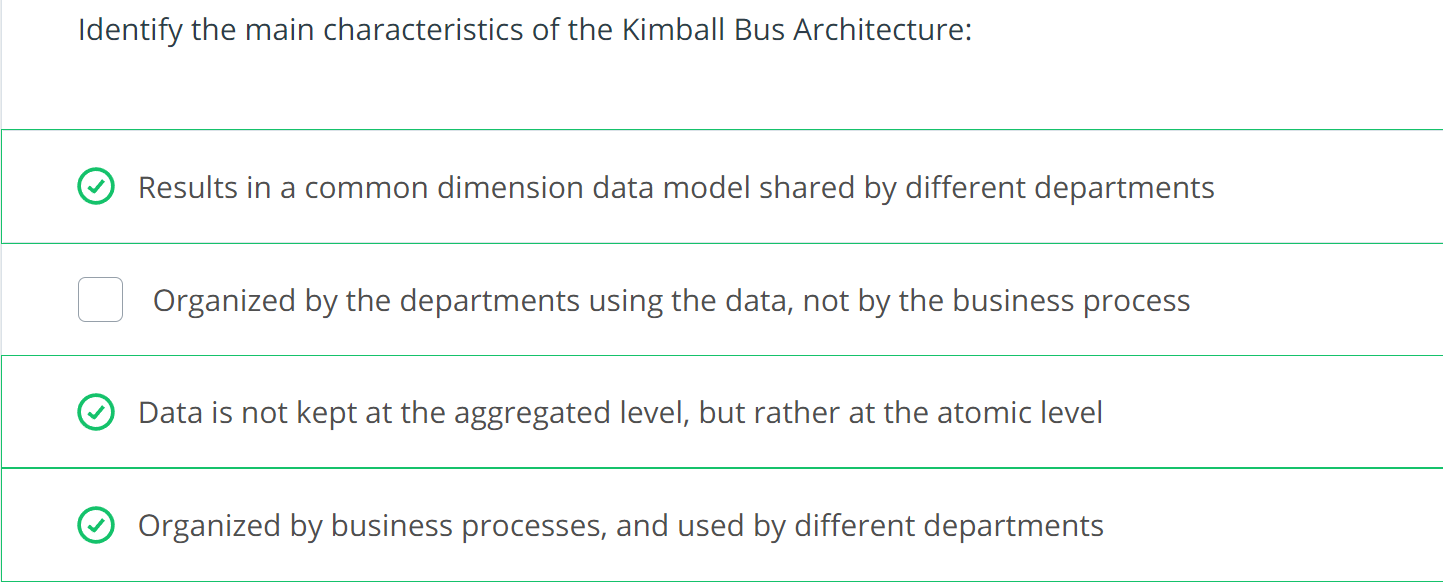 Identify the main characteristics of the Kimball Bus Architecture:
Results in a common dimension data model shared by different departments
Organized by the departments using the data, not by the business process
Data is not kept at the aggregated level, but rather at the atomic level
Organized by business processes, and used by different departments